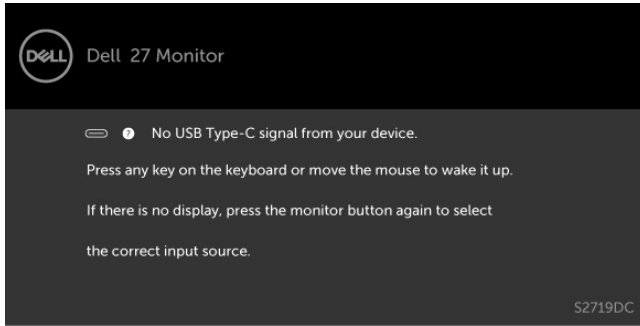 DELL
Dell 27 Monitor
? No USB Type-C signal from your device.
Press any key on the keyboard or move the mouse to wake it up.
If there is no display, press the monitor button again to select
the correct input source.
S2719DC